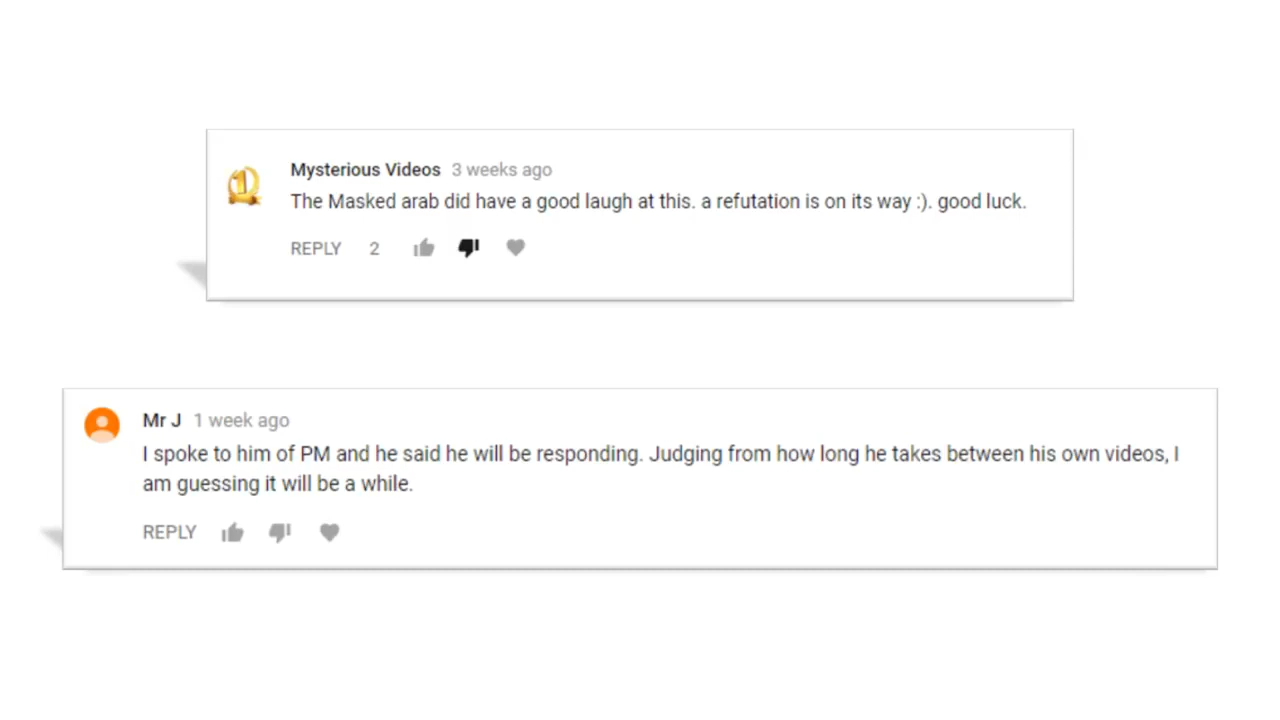 Mysterious Videos 3 weeks ago
The Masked arab did have a good laugh at this. a refutation is on its way :). good luck.
REPLY 2
Mr J 1 week ago
I spoke to him of PM and he said he will be responding. Judging from how long he takes between his own videos, I
am guessing it will be a while.
REPLY